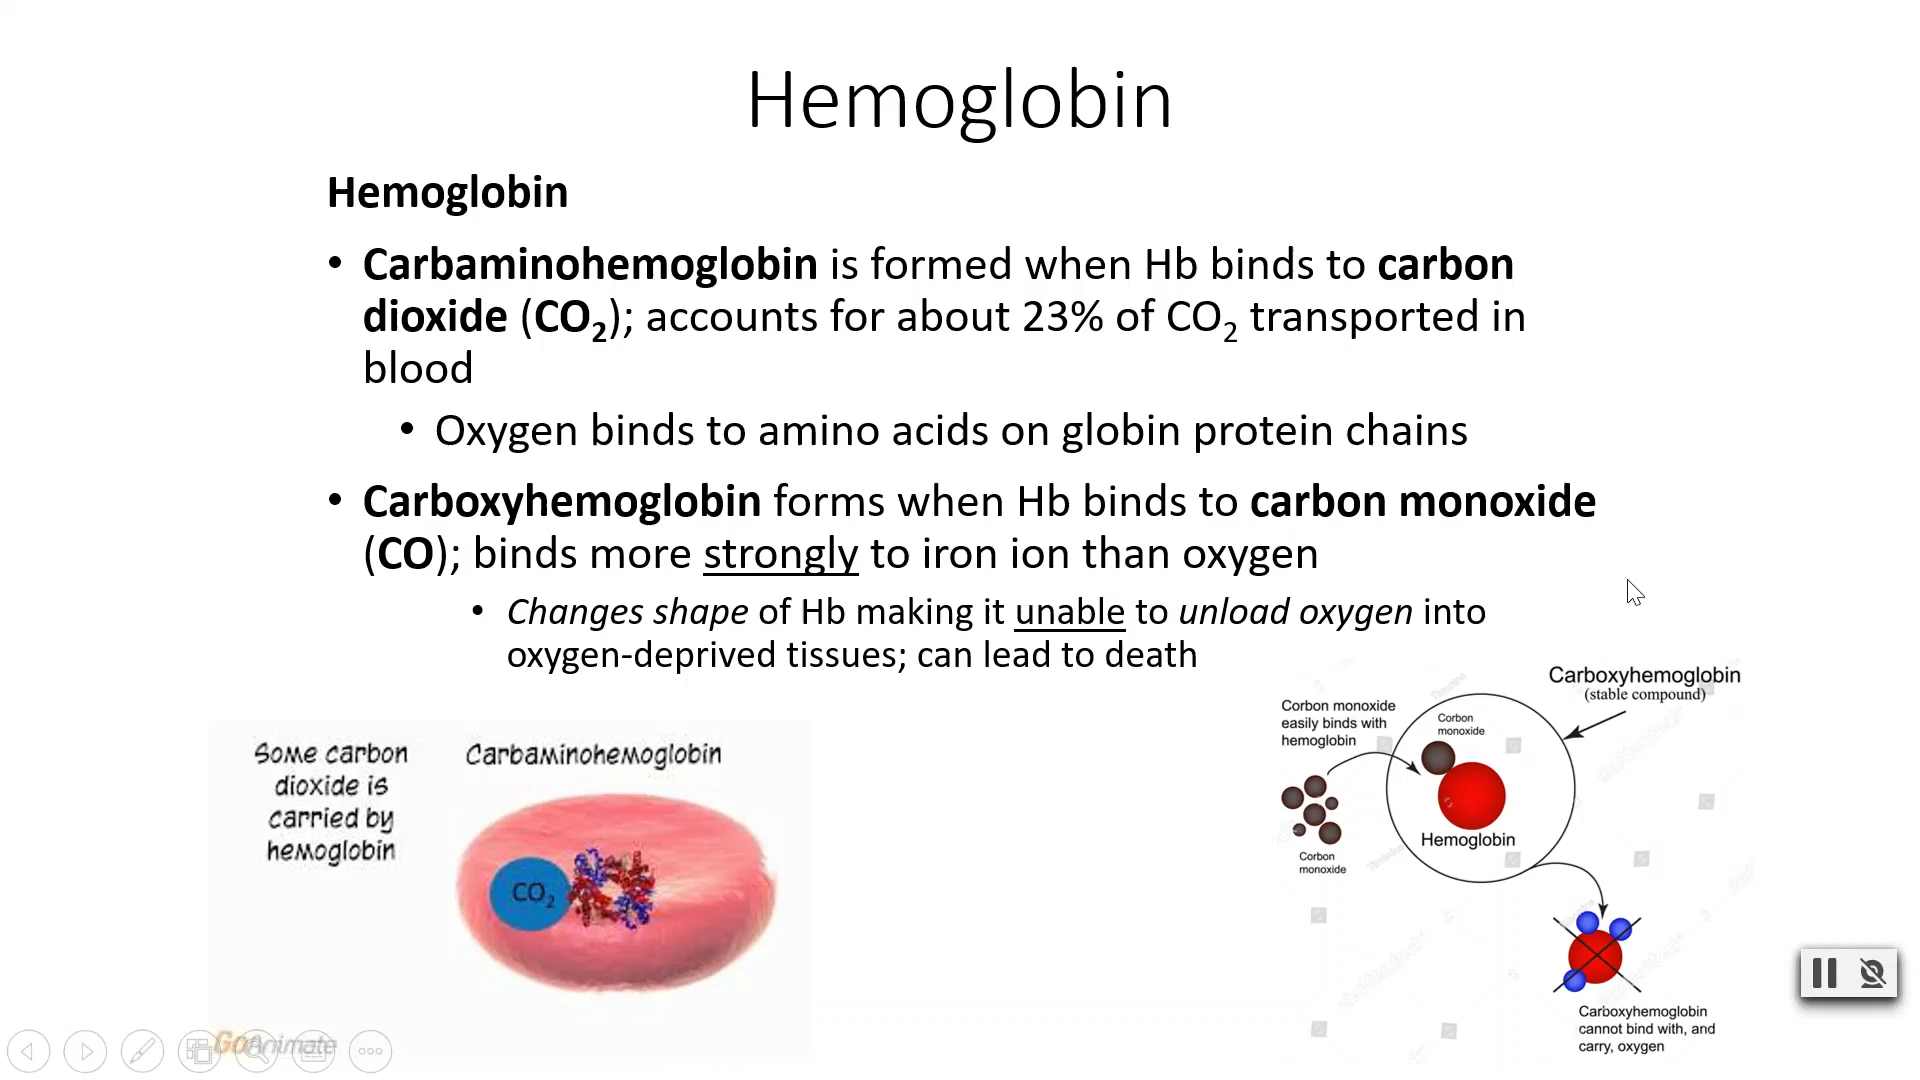 Hemoglobin
Hemoglobin
• Carbaminohemoglobin is formed when Hb binds to carbon
dioxide (CO₂); accounts for about 23% of CO₂ transported in
blood
• Oxygen binds to amino acids on globin protein chains
• Carboxyhemoglobin forms when Hb binds to carbon monoxide
(CO); binds more strongly to iron ion than oxygen
• Changes shape of Hb making it unable to unload oxygen into
oxygen-deprived tissues; can lead to death
Some carbon
dioxide is
carried by
hemoglobin
Carbaminohemoglobin
CO₂
GoAnimate
Carboxyhemoglobin
(stable compound)
Corbon monoxide
easily binds with
hemoglobin
Corbon
monoxide
Hemoglobin
Corbon
monoxide
Carboxyhemoglobin
cannot bind with, and
carry, oxygen